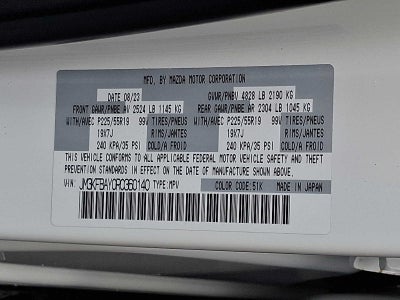 MFD. BY MAZDA MOTOR CORPORATION
DATE 08/23 GVWR/PNBV 4828 LB 2190 KG
FRONT GAWR/PNBE AV 2524 LB 1145 KG REAR GAWR/PNBE AR 2304 LB 1045 KG
WITH/AVEC P225/55R19 99V TIRES/PNEUS WITH/AVEC P225/55R19 99V TIRES/PNEUS
19X7J RIMS/JANTES 19X7J RIMS/JANTES
240 KPA/35 PSI COLD/A FROID 240 KPA/35 PSI COLD/A FROID
THIS VEHICLE CONFORMS TO ALL APPLICABLE FEDERAL MOTOR VEHICLE SAFETY AND THEFT
PREVENTION STANDARDS IN EFFECT ON THE DATE OF MANUFACTURE SHOWN ABOVE.
V-I-N: JM3KFBAY0R0360140 TYPE:MPV COLOR CODE:51K MADE IN JAPAN